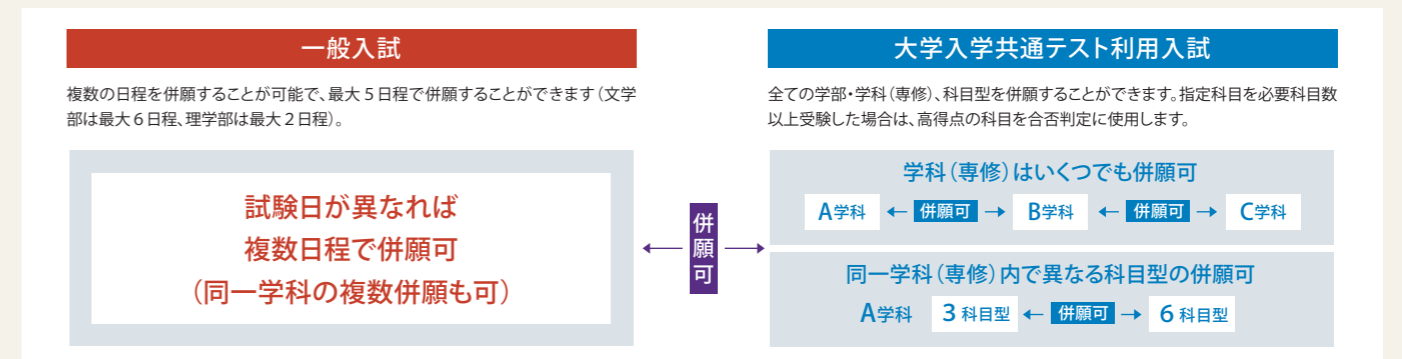 一般入試
複数の日程を併願することが可能で、最大5日程で併願することができます（文学
部は最大6日程、理学部は最大2日程）。
試験日が異なれば
複数日程で併願可
（同一学科の複数併願も可）
← 併願可 →
大学入学共通テスト利用入試
全ての学部・学科（専修）、科目型を併願することができます。指定科目を必要科目数
以上受験した場合は、高得点の科目を合否判定に使用します。
学科（専修）はいくつでも併願可
A学科 ← 併願可 → B学科 ← 併願可 → C学科
同一学科（専修）内で異なる科目型の併願可
A学科 3科目型 ← 併願可 → 6科目型